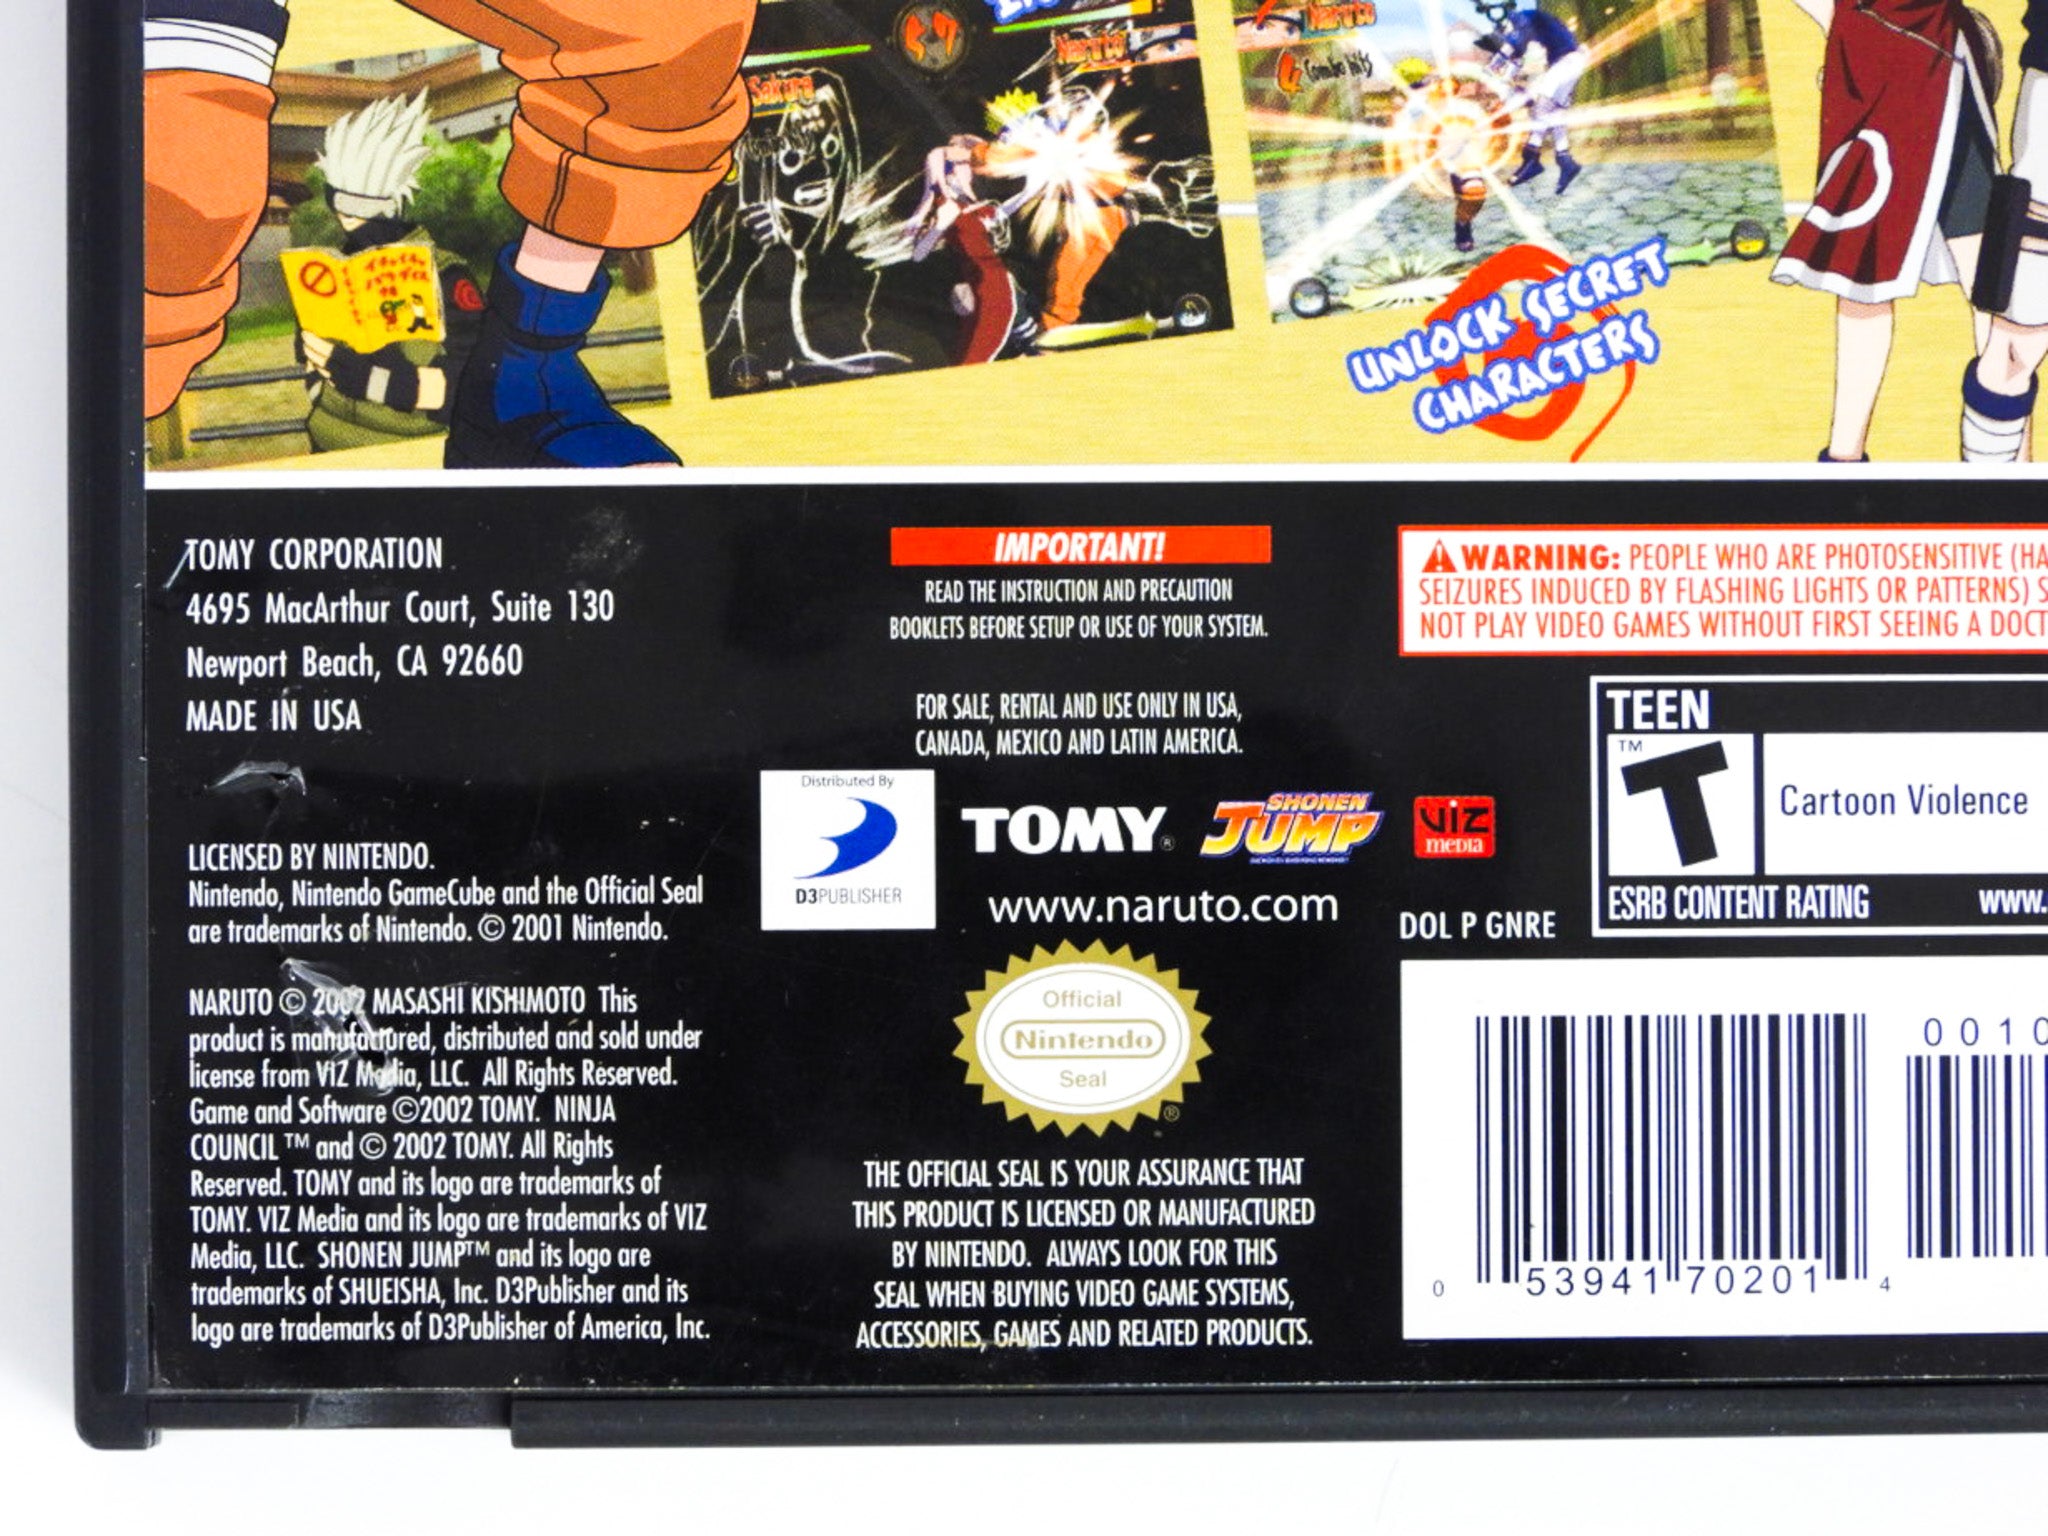 Sakura
Naruto
Naruto
4 Combo hits
UNLOCK SECRET
CHARACTERS
TOMY CORPORATION
4695 MacArthur Court, Suite 130
Newport Beach, CA 92660
MADE IN USA
LICENSED BY NINTENDO.
Nintendo, Nintendo GameCube and the Official Seal
are trademarks of Nintendo. © 2001 Nintendo.
NARUTO © 2002 MASASHI KISHIMOTO This
product is manufactured, distributed and sold under
license from VIZ Media, LLC. All Rights Reserved.
Game and Software ©2002 TOMY. NINJA
COUNCIL ™ and © 2002 TOMY. All Rights
Reserved. TOMY and its logo are trademarks of
TOMY. VIZ Media and its logo are trademarks of VIZ
Media, LLC. SHONEN JUMP™ and its logo are
trademarks of SHUEISHA, Inc. D3Publisher and its
logo are trademarks of D3Publisher of America, Inc.
IMPORTANT!
READ THE INSTRUCTION AND PRECAUTION
BOOKLETS BEFORE SETUP OR USE OF YOUR SYSTEM.
FOR SALE, RENTAL AND USE ONLY IN USA,
CANADA, MEXICO AND LATIN AMERICA.
Distributed By
D3PUBLISHER
TOMY®
SHONEN
JUMP
VIZ
media
www.naruto.com
Official
Nintendo
Seal
®
THE OFFICIAL SEAL IS YOUR ASSURANCE THAT
THIS PRODUCT IS LICENSED OR MANUFACTURED
BY NINTENDO. ALWAYS LOOK FOR THIS
SEAL WHEN BUYING VIDEO GAME SYSTEMS,
ACCESSORIES, GAMES AND RELATED PRODUCTS.
WARNING: PEOPLE WHO ARE PHOTOSENSITIVE (HA
SEIZURES INDUCED BY FLASHING LIGHTS OR PATTERNS) S
NOT PLAY VIDEO GAMES WITHOUT FIRST SEEING A DOCT
TEEN
T™
Cartoon Violence
ESRB CONTENT RATING
www.
DOL P GNRE
0 53941 70201 4
0010